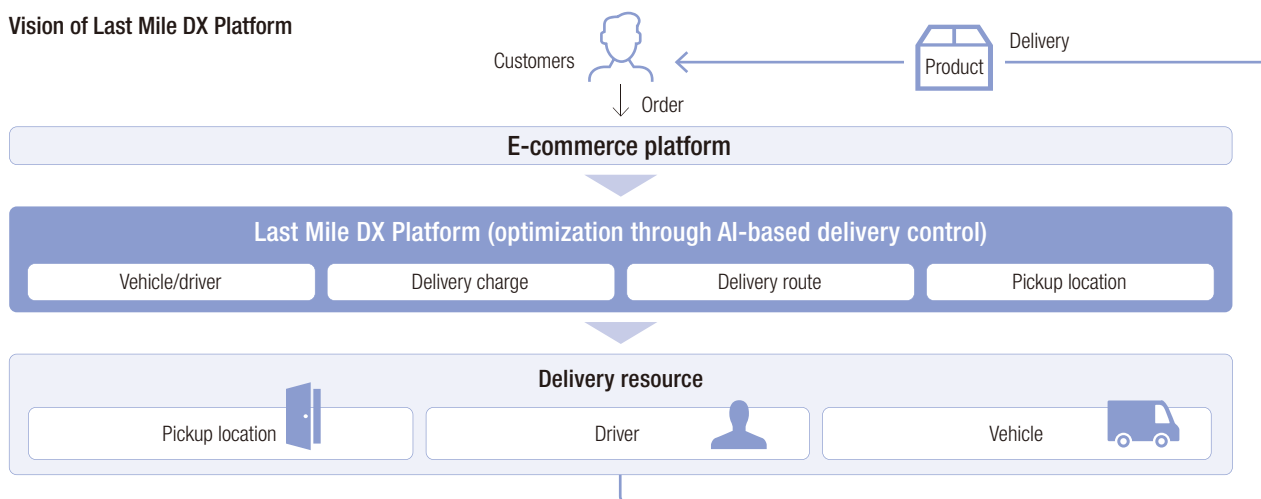 Vision of Last Mile DX Platform
Customers
Product
Delivery
Order
E-commerce platform
Last Mile DX Platform (optimization through AI-based delivery control)
Vehicle/driver
Delivery charge
Delivery route
Pickup location
Delivery resource
Pickup location
Driver
Vehicle